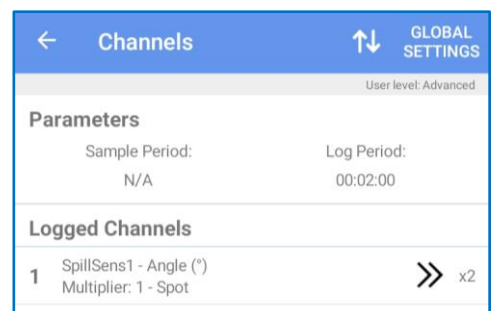 Channels
GLOBAL
SETTINGS
User level: Advanced
Parameters
Sample Period: Log Period:
N/A 00:02:00
Logged Channels
1 SpillSens1 - Angle (°)
Multiplier: 1 - Spot
x2